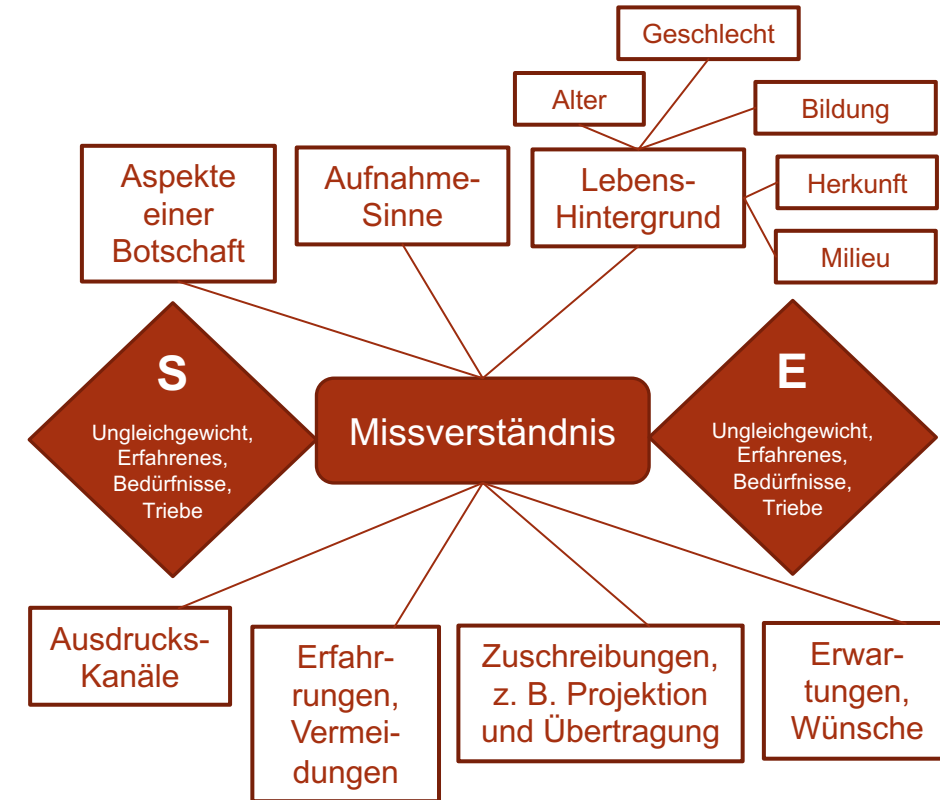 Geschlecht
Alter
Bildung
Aspekte
einer
Botschaft
Aufnahme-
Sinne
Lebens-
Hintergrund
Herkunft
Milieu
S
Ungleichgewicht,
Erfahrenes,
Bedürfnisse,
Triebe
Missverständnis
E
Ungleichgewicht,
Erfahrenes,
Bedürfnisse,
Triebe
Ausdrucks-
Kanäle
Erfahr-
rungen,
Vermei-
dungen
Zuschreibungen,
z. B. Projektion
und Übertragung
Erwar-
tungen,
Wünsche